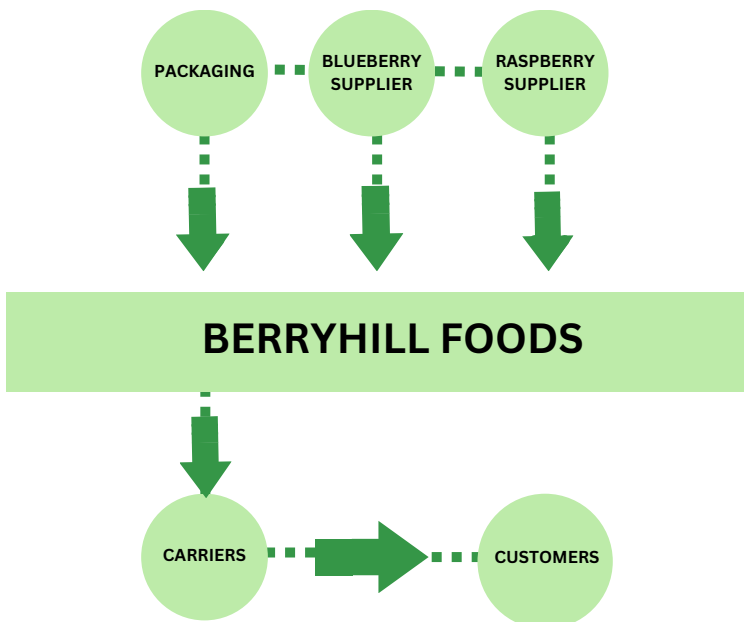 PACKAGING
BLUEBERRY
SUPPLIER
RASPBERRY
SUPPLIER
BERRYHILL FOODS
CARRIERS
CUSTOMERS